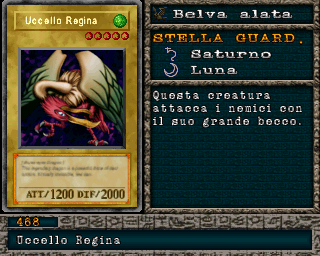 Uccello Regina
ATT/1200 DIF/2000
Belva alata
STELLA GUARD.
Saturno
Luna
Questa creatura
attacca i nemici con
il suo grande becco.
468
Uccello Regina